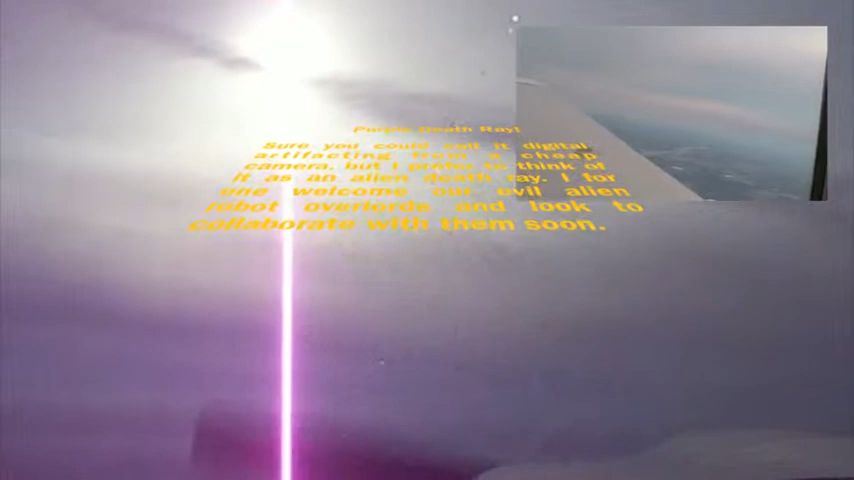 Purple Death Ray!
Sure you could call it digital
artifacting from a cheap
camera, but I prefer to think of
it as an alien death ray. I for
one welcome our evil alien
robot overlords and look to
collaborate with them soon.